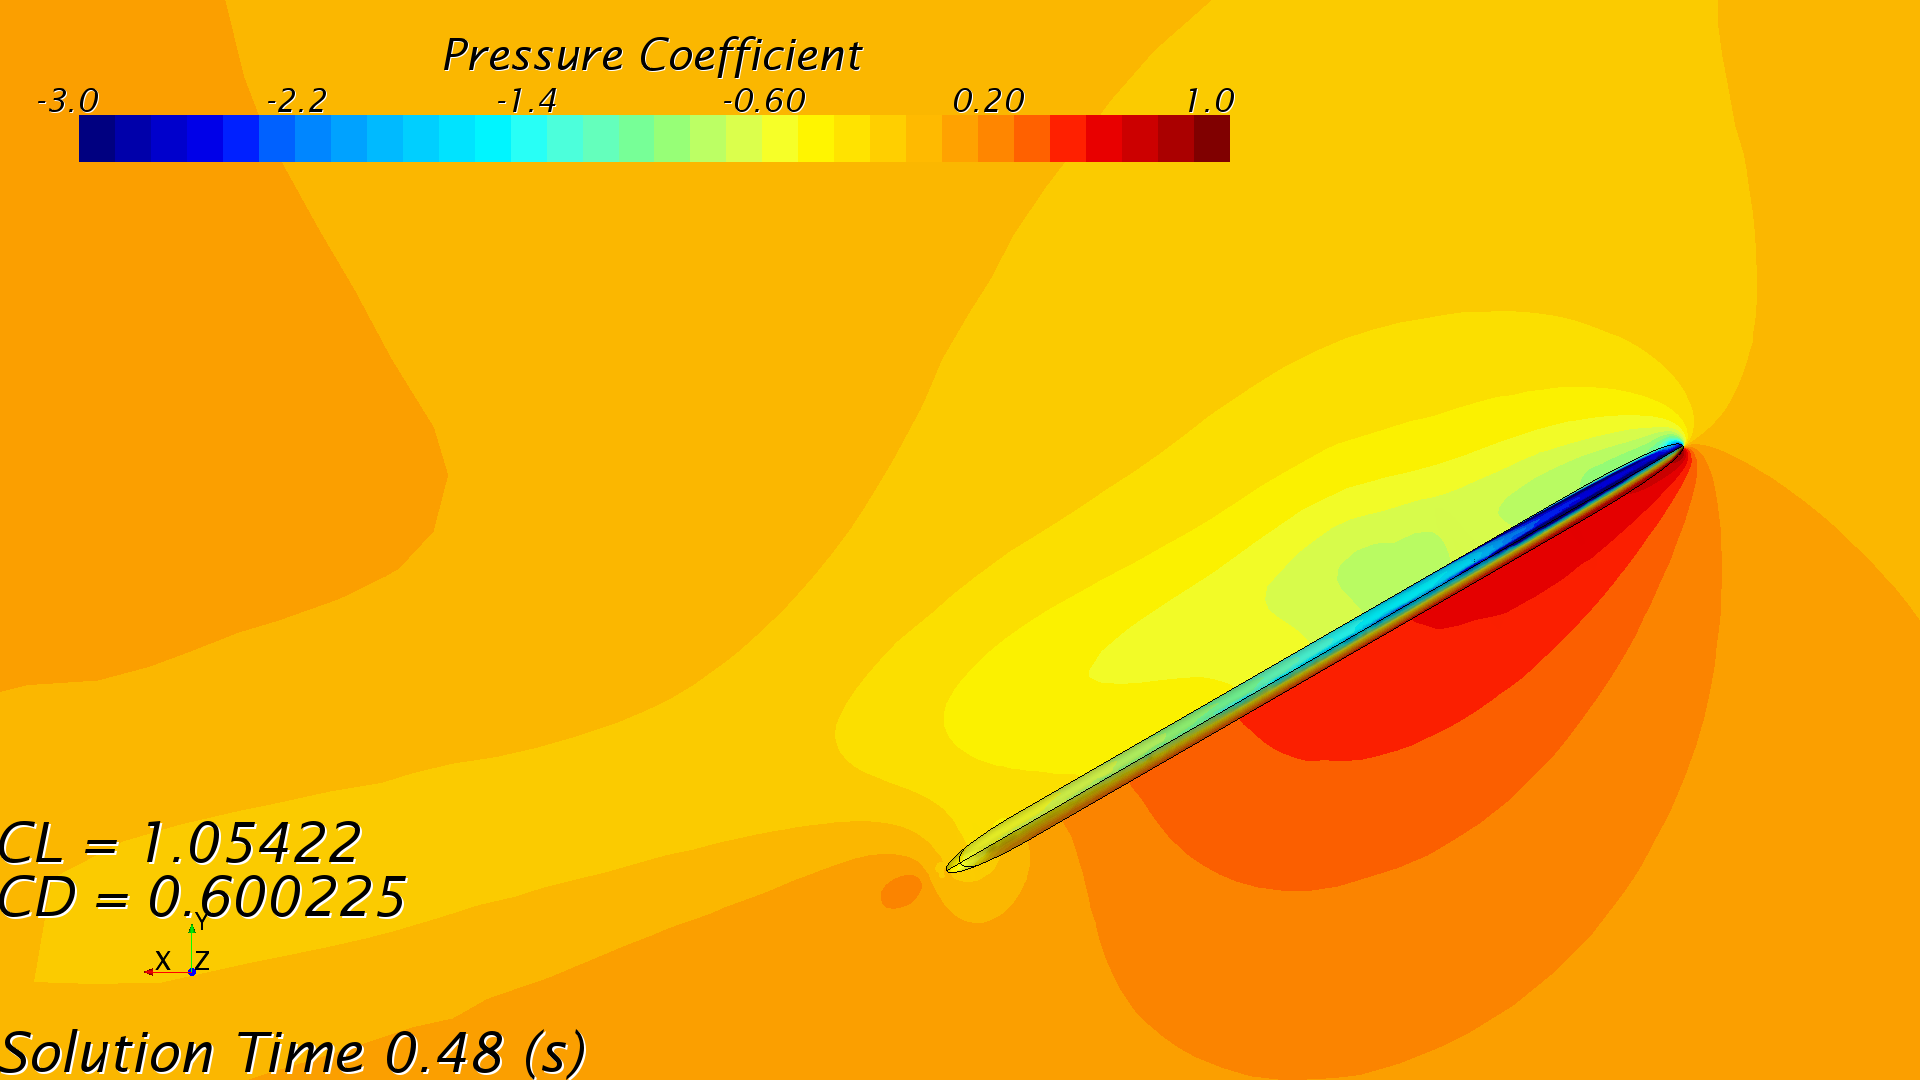 Pressure Coefficient
-3.0 -2.2 -1.4 -0.60 0.20 1.0
CL = 1.05422
CD = 0.600225
Y
X Z
Solution Time 0.48 (s)